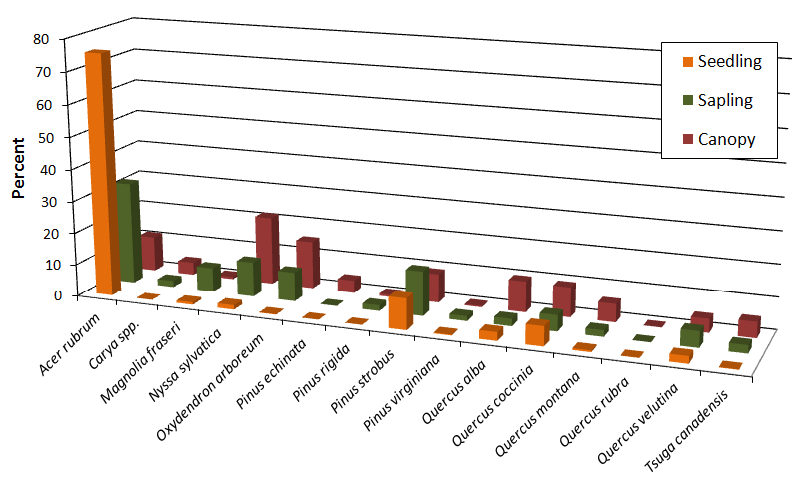 80
70
60
50
40
30
20
10
0
Percent
Seedling
Sapling
Canopy
Acer rubrum
Carya spp.
Magnolia fraseri
Nyssa sylvatica
Oxydendron arboreum
Pinus echinata
Pinus rigida
Pinus strobus
Pinus virginiana
Quercus alba
Quercus coccinia
Quercus montana
Quercus rubra
Quercus velutina
Tsuga canadensis